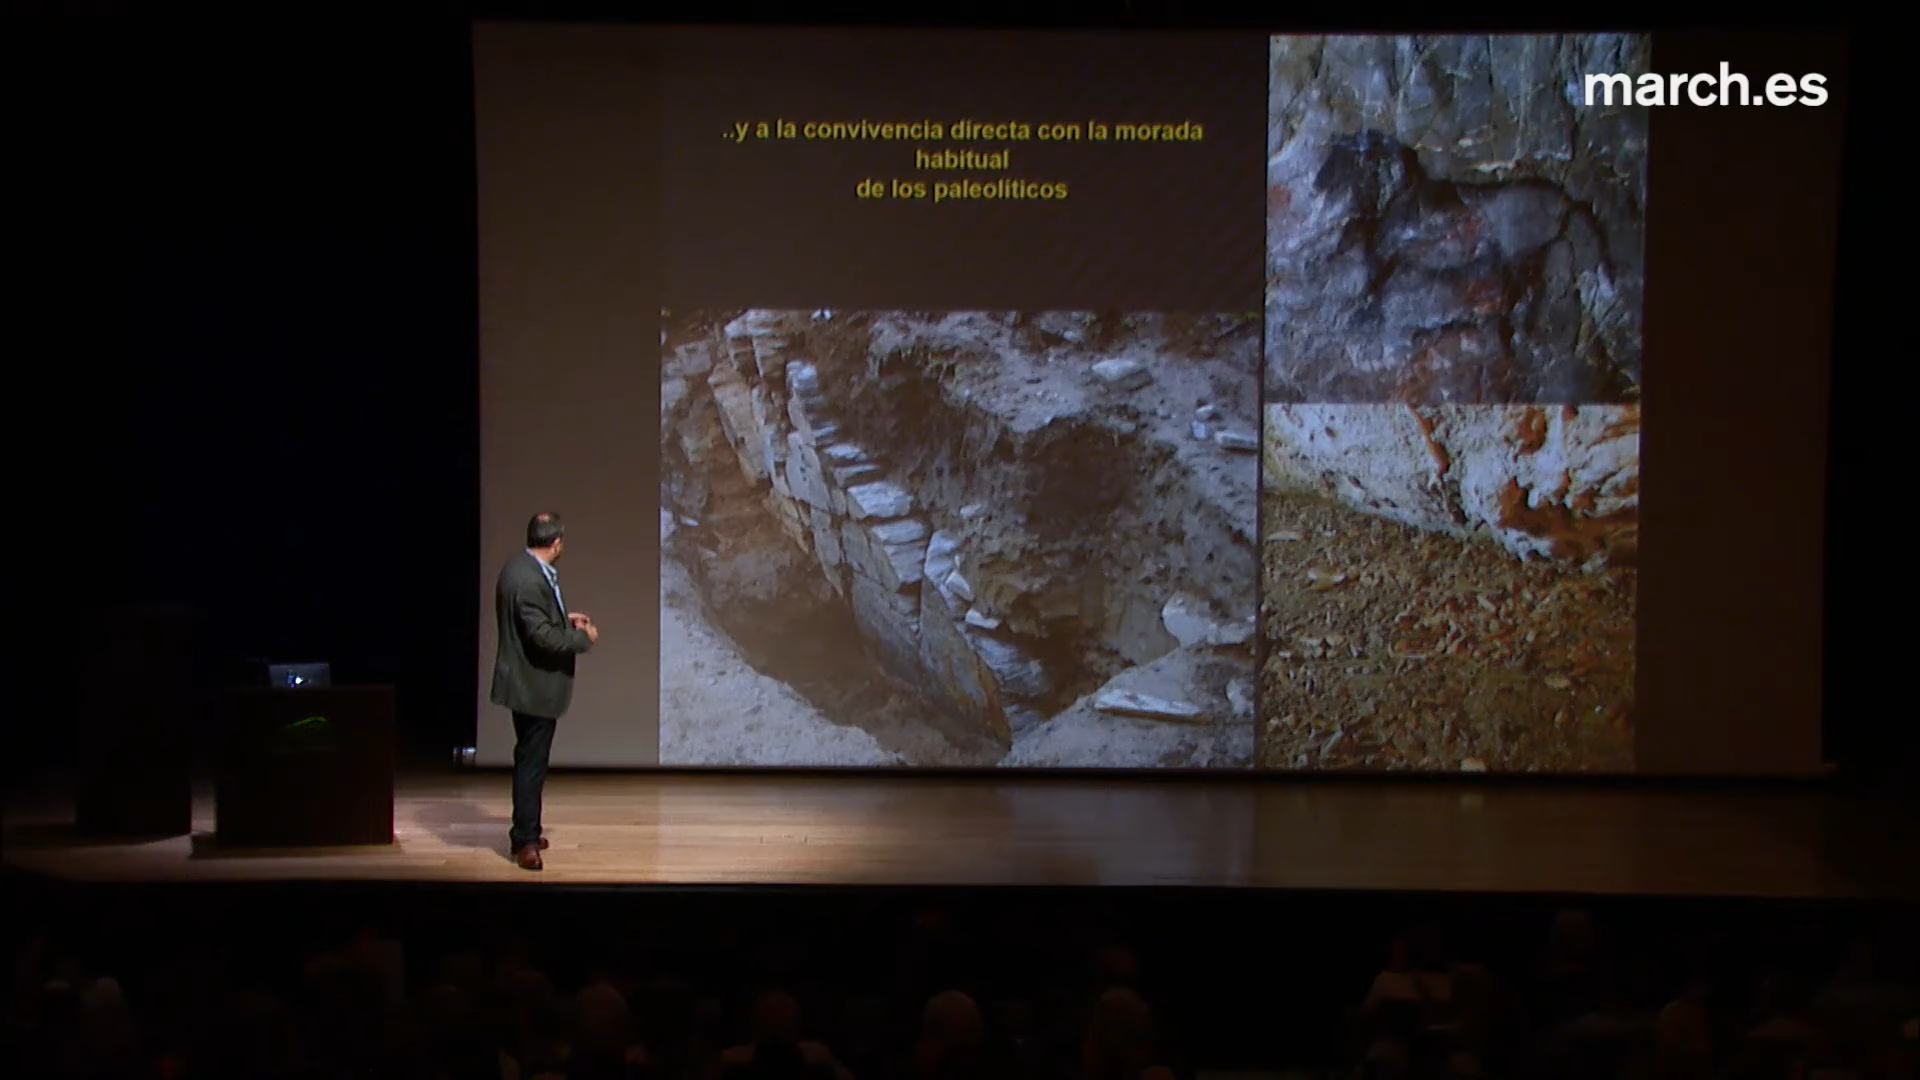 march.es
..y a la convivencia directa con la morada
habitual
de los paleolíticos